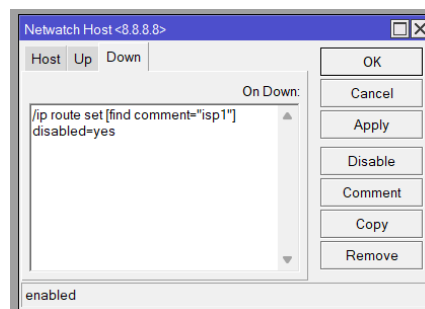 Netwatch Host <8.8.8.8>
Host Up Down
On Down:
/ip route set [find comment="isp1"]
disabled=yes
OK
Cancel
Apply
Disable
Comment
Copy
Remove
enabled